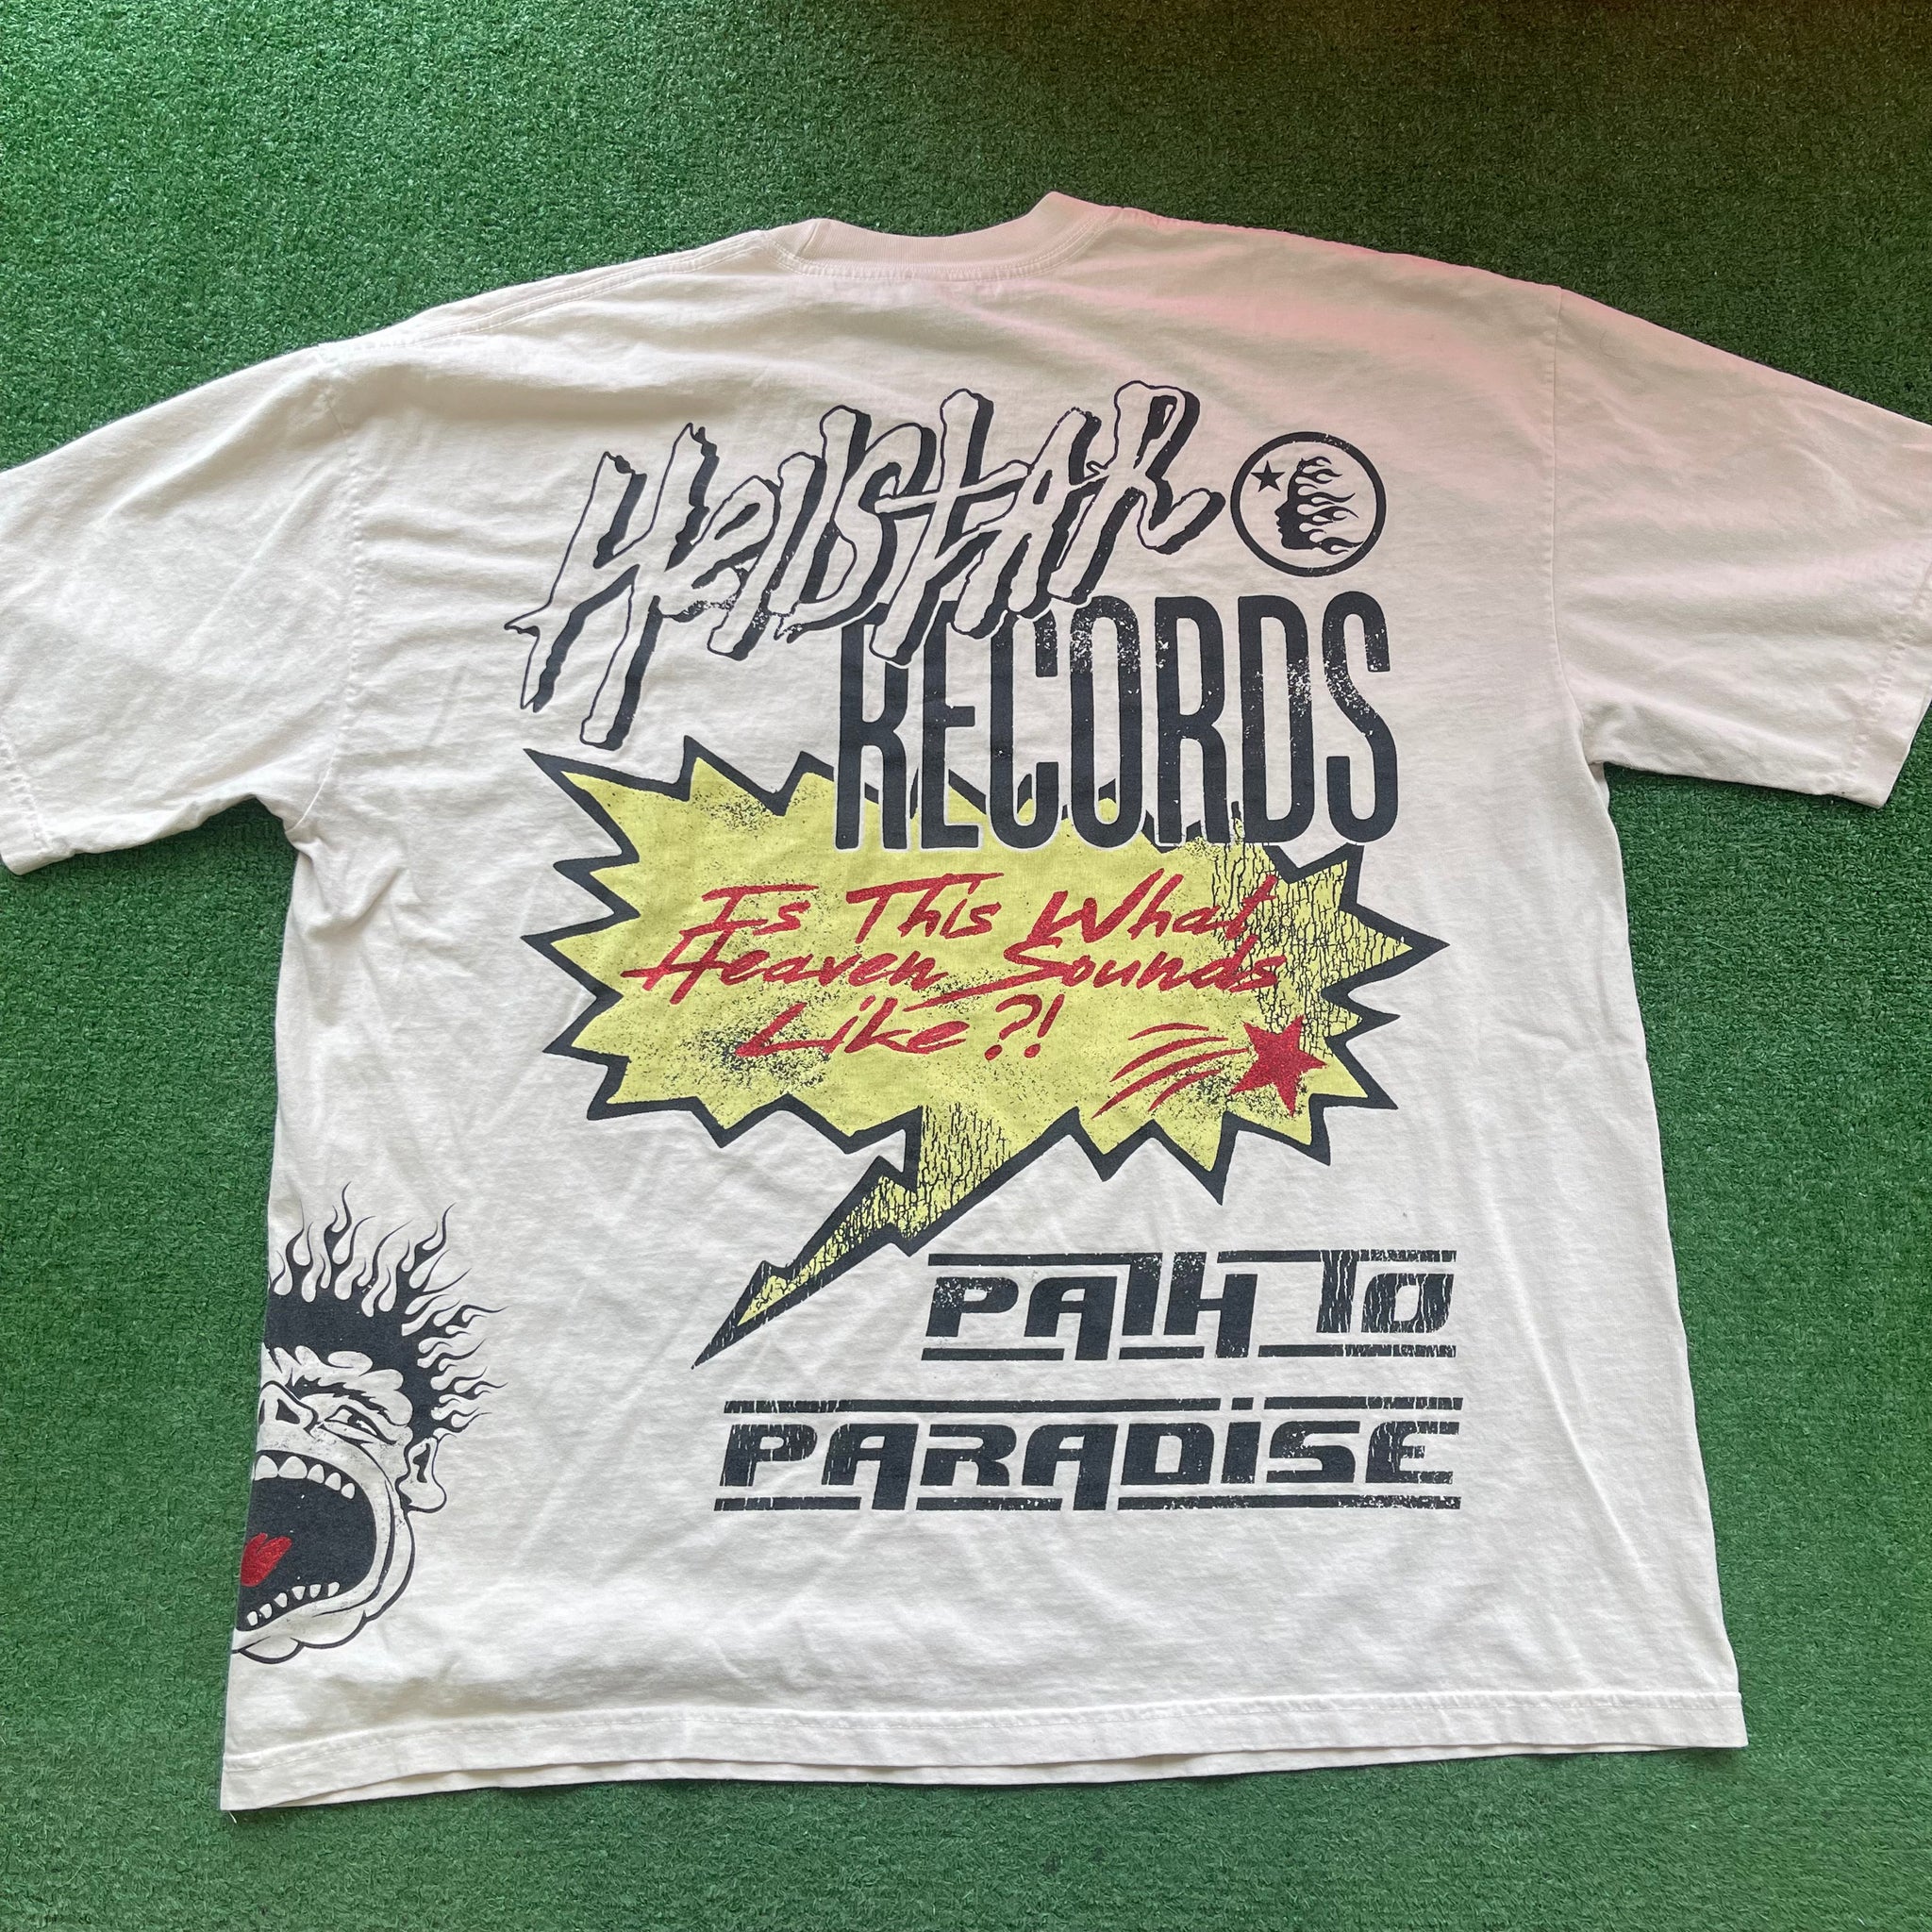 HellSTAR
RECORDS
Is This What
Heaven Sounds
Like?!
PATH TO
PARADiSE